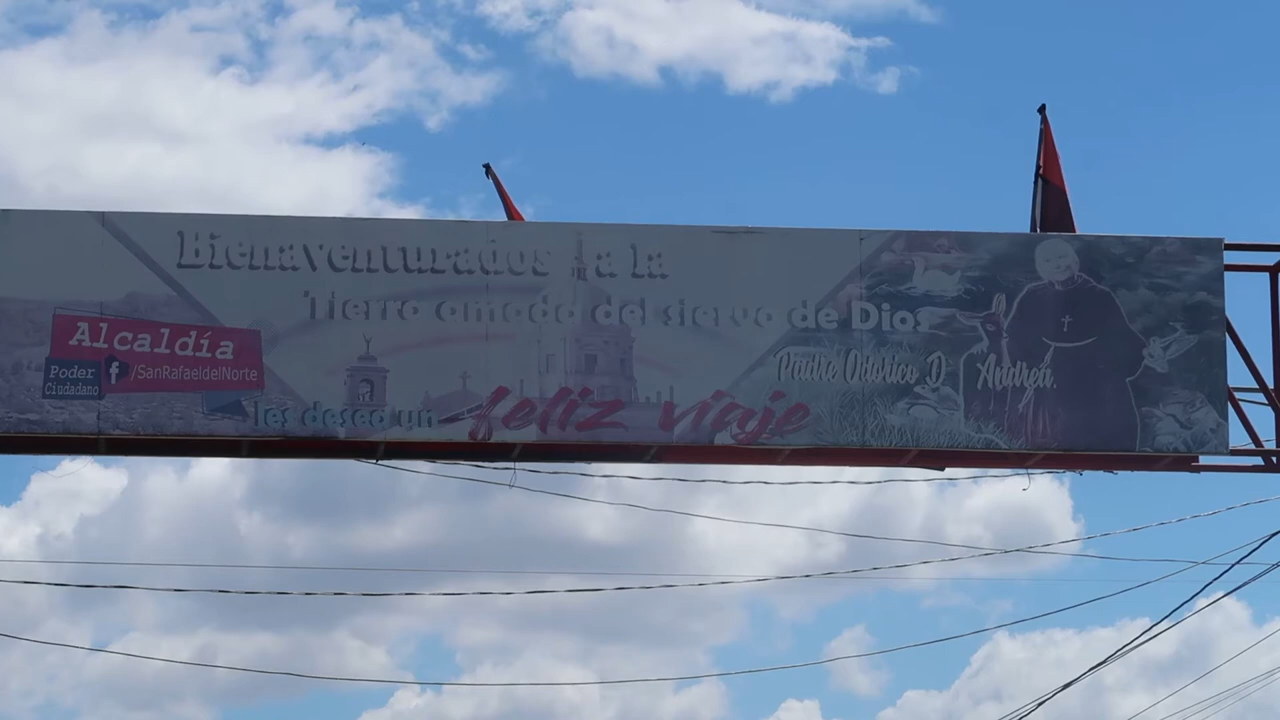 Bienaventurados a la
Tierra amada del siervo de Dios
Padre Odorico D Andrea.
Alcaldía
Poder
Ciudadano
f /SanRafaeldelNorte
les desea un feliz viaje